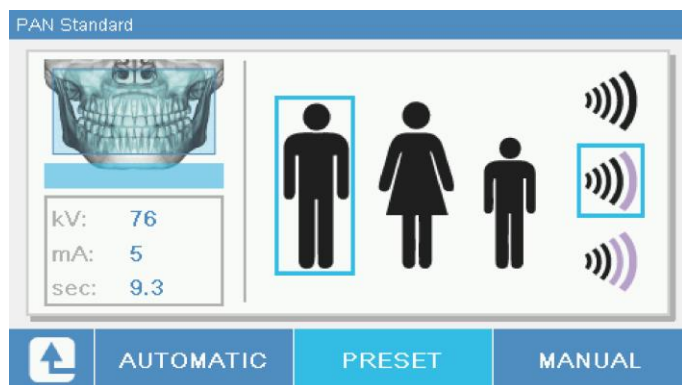 PAN Standard
kV: 76
mA: 5
sec: 9.3
AUTOMATIC PRESET MANUAL